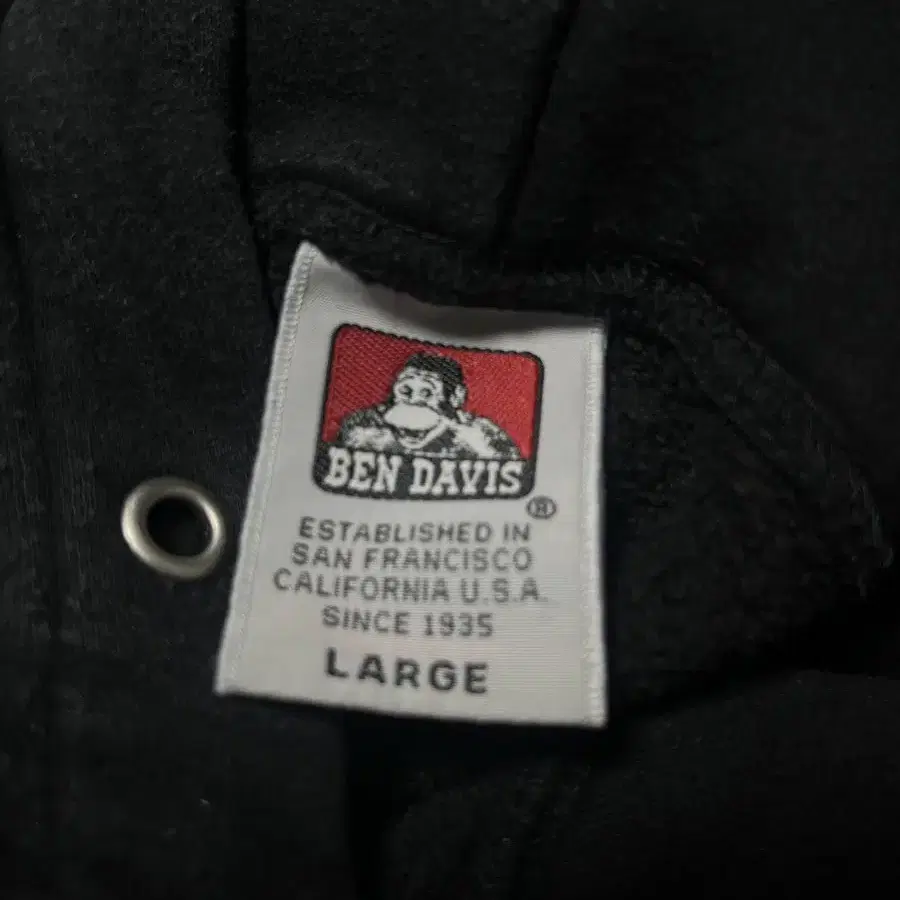 BEN DAVIS
®
ESTABLISHED IN
SAN FRANCISCO
CALIFORNIA U.S.A.
SINCE 1935
LARGE